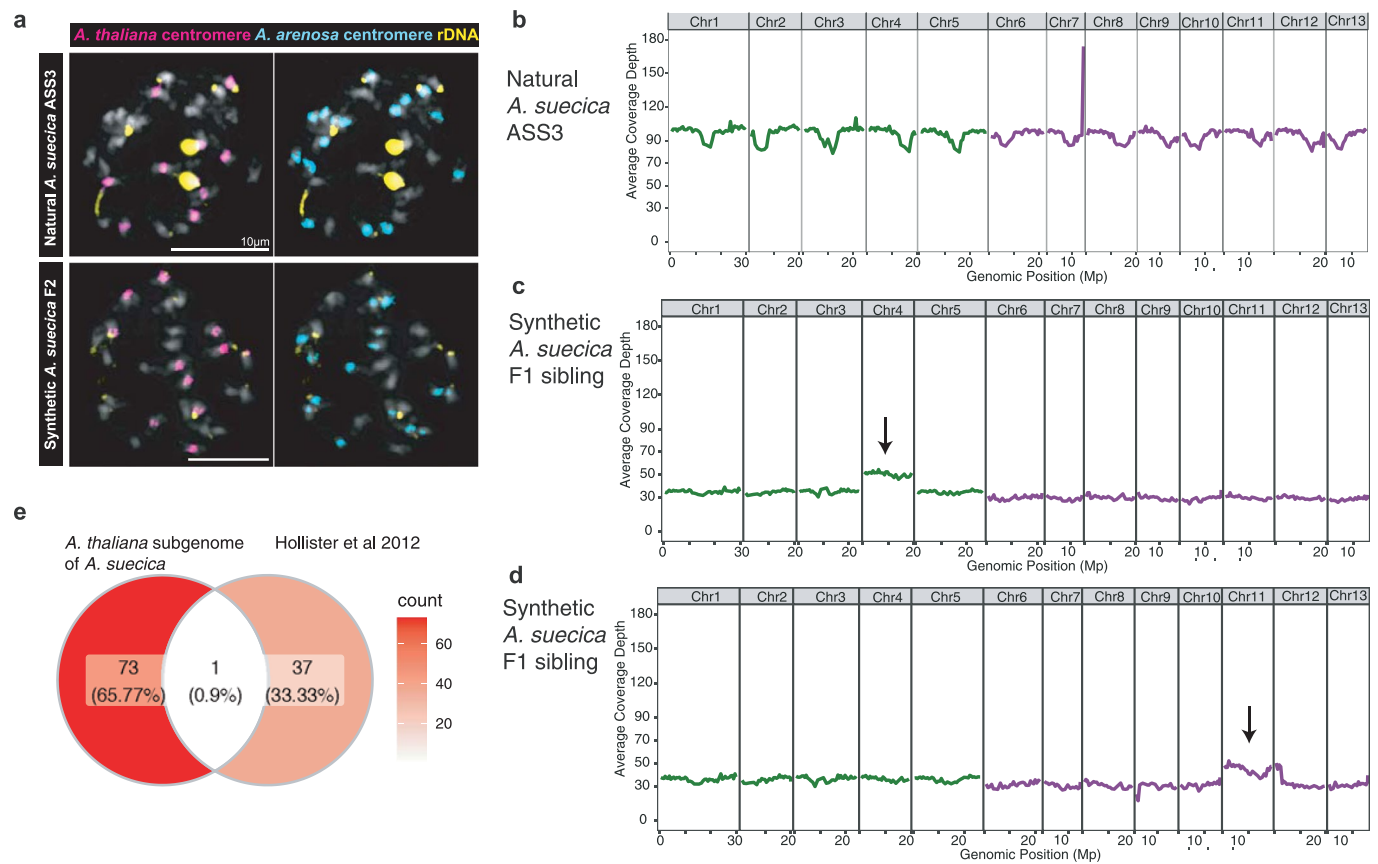 a
A. thaliana centromere A. arenosa centromere rDNA
Natural A. suecica ASS3
10µm
Synthetic A. suecica F2
b
Natural
A. suecica
ASS3
Chr1 Chr2 Chr3 Chr4 Chr5 Chr6 Chr7 Chr8 Chr9 Chr10 Chr11 Chr12 Chr13
Average Coverage Depth
180
150
120
90
70
50
30
0
0 30 20 20 20 20 20 10 20 10 10 10 20 10
Genomic Position (Mp)
c
Synthetic
A. suecica
F1 sibling
Chr1 Chr2 Chr3 Chr4 Chr5 Chr6 Chr7 Chr8 Chr9 Chr10 Chr11 Chr12 Chr13
Average Coverage Depth
180
150
120
90
70
50
30
0
0 30 20 20 20 20 20 10 20 10 10 10 20 10
Genomic Position (Mp)
d
Synthetic
A. suecica
F1 sibling
Chr1 Chr2 Chr3 Chr4 Chr5 Chr6 Chr7 Chr8 Chr9 Chr10 Chr11 Chr12 Chr13
Average Coverage Depth
180
150
120
90
70
50
30
0
0 30 20 20 20 20 20 10 20 10 10 10 20 10
Genomic Position (Mp)
e
A. thaliana subgenome
of A. suecica
Hollister et al 2012
73
(65.77%)
1
(0.9%)
37
(33.33%)
count
60
40
20